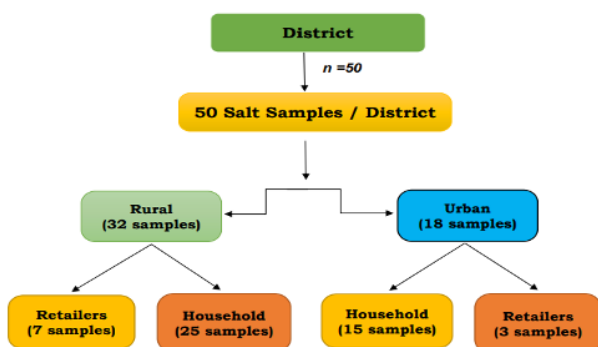 District
n =50
50 Salt Samples / District
Rural
(32 samples)
Urban
(18 samples)
Retailers
(7 samples)
Household
(25 samples)
Household
(15 samples)
Retailers
(3 samples)